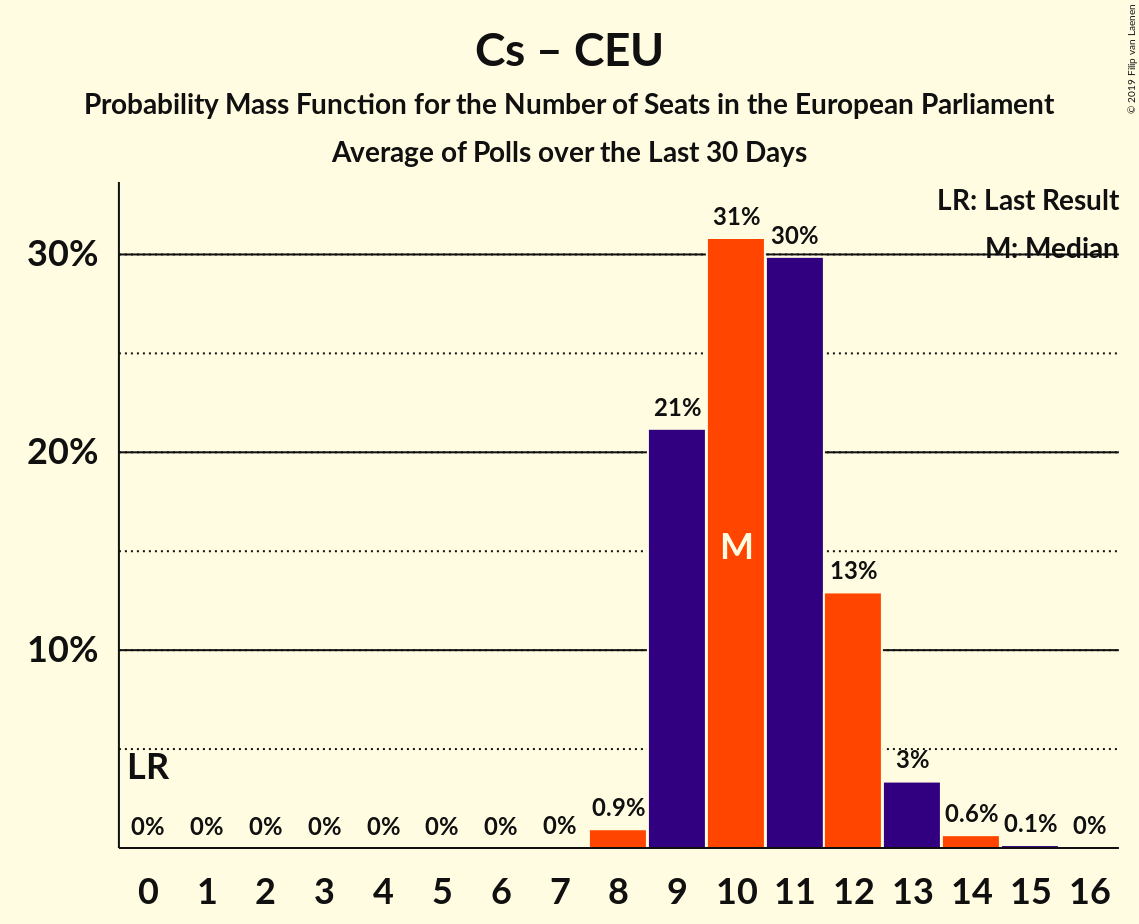 Cs – CEU
Probability Mass Function for the Number of Seats in the European Parliament
Average of Polls over the Last 30 Days
© 2019 Filip van Laenen
LR: Last Result
M: Median
30%
20%
10%
LR
M
0% 0% 0% 0% 0% 0% 0% 0% 0.9% 21% 31% 30% 13% 3% 0.6% 0.1% 0%
0 1 2 3 4 5 6 7 8 9 10 11 12 13 14 15 16